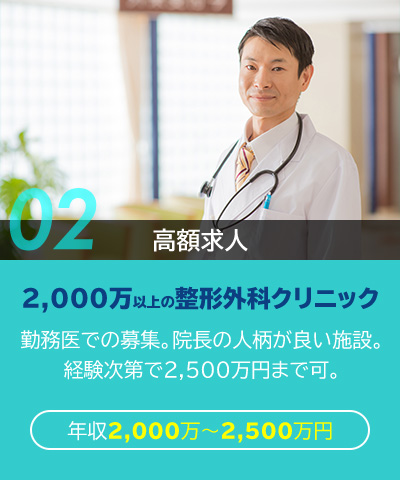 02
高額求人
2,000万以上の整形外科クリニック
勤務医での募集。院長の人柄が良い施設。
経験次第で2,500万円まで可。
年収2,000万～2,500万円